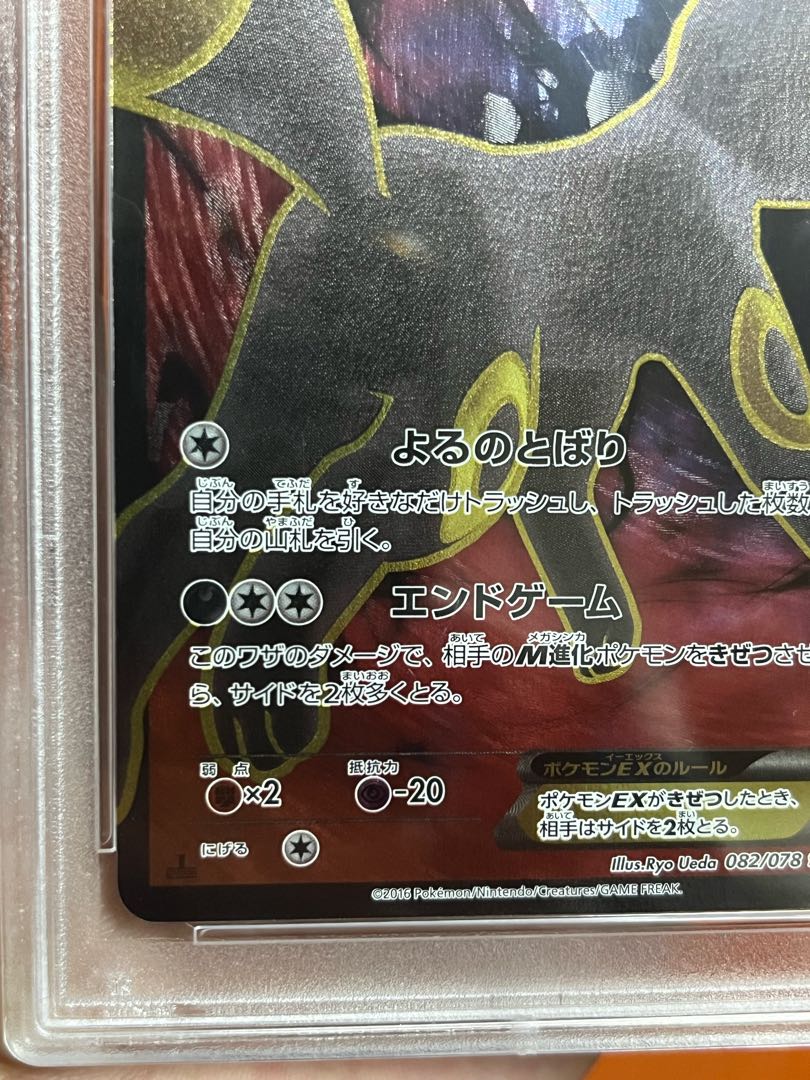 よるのとばり
自分の手札を好きなだけトラッシュし、トラッシュした枚数
自分の山札を引く。
エンドゲーム
このワザのダメージで、相手のM進化ポケモンをきぜつさせ
ら、サイドを2枚多くとる。
弱点 抵抗力
×2 -20
にげる
ポケモンEXのルール
ポケモンEXがきぜつしたとき、
相手はサイドを2枚とる。
Illus.Ryo Ueda 082/078
©2016 Pokémon/Nintendo/Creatures/GAME FREAK.